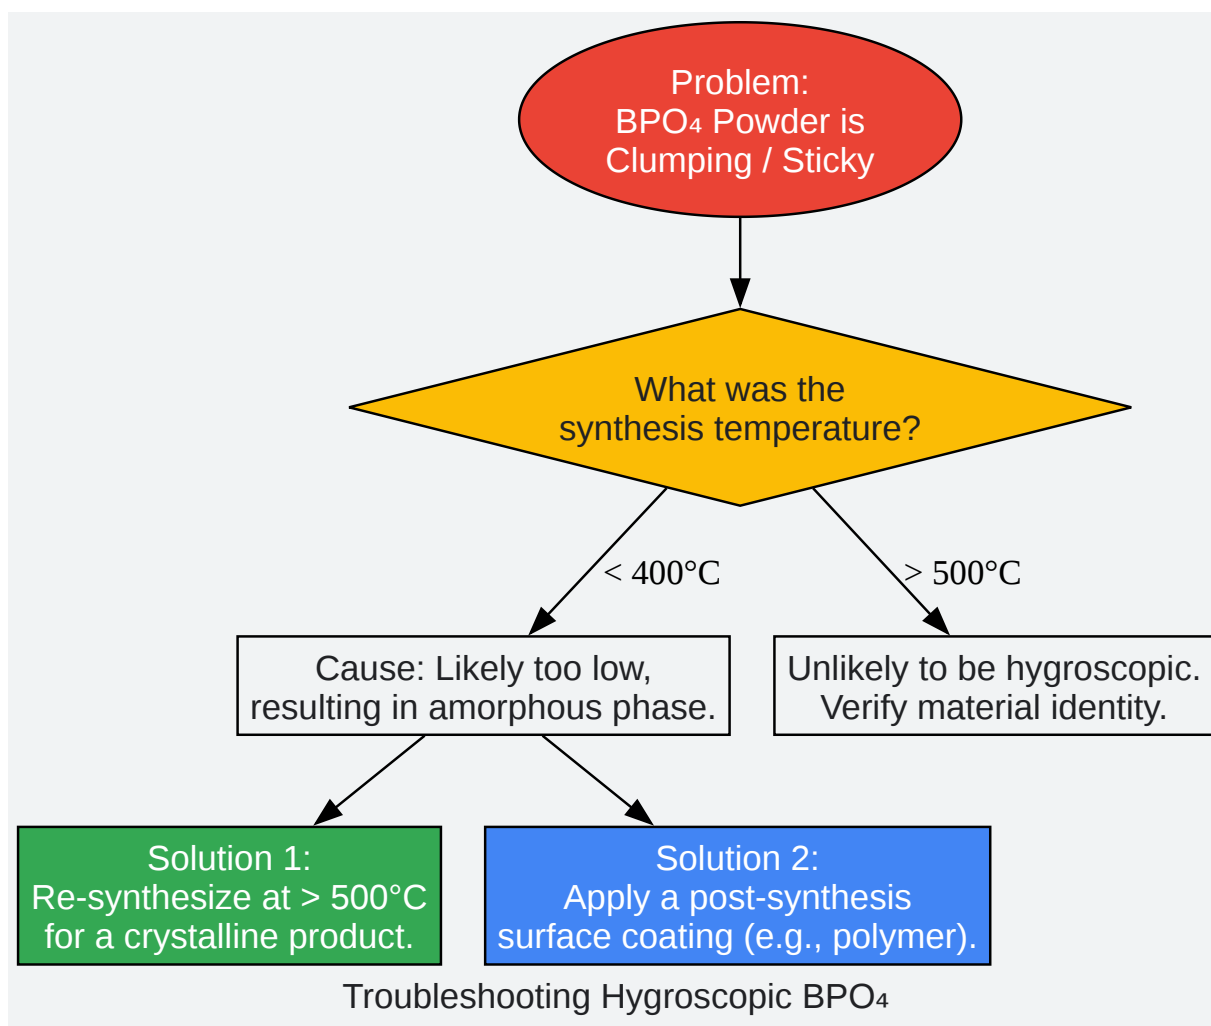 Problem:
BPO₄ Powder is
Clumping / Sticky
What was the
synthesis temperature?
< 400°C
> 500°C
Cause: Likely too low,
resulting in amorphous phase.
Unlikely to be hygroscopic.
Verify material identity.
Solution 1:
Re-synthesize at > 500°C
for a crystalline product.
Solution 2:
Apply a post-synthesis
surface coating (e.g., polymer).
Troubleshooting Hygroscopic BPO₄